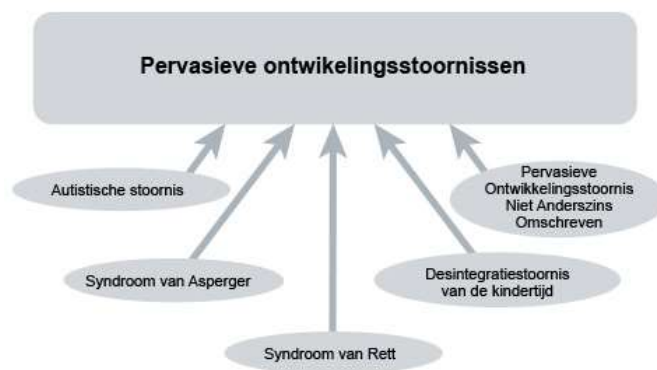 Pervasieve ontwikelingsstoornissen
Autistische stoornis
Pervasieve
Ontwikkelingsstoornis
Niet Anderszins
Omschreven
Syndroom van Asperger
Desintegratiestoornis
van de kindertijd
Syndroom van Rett